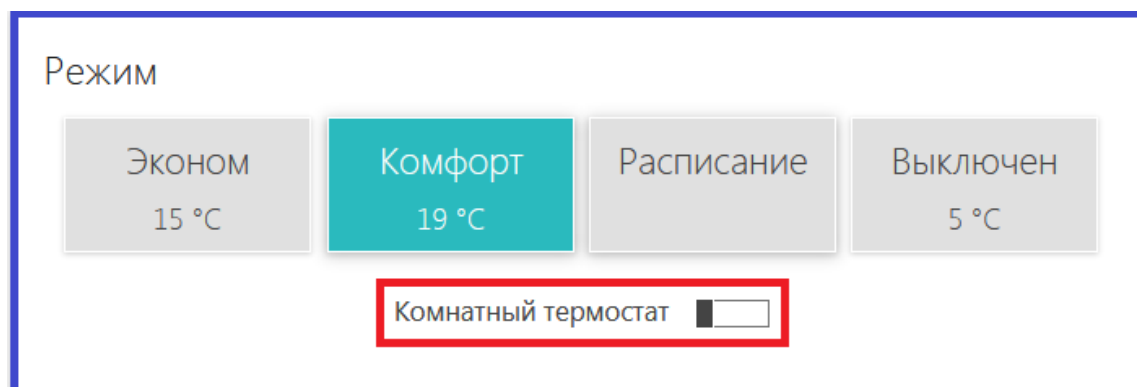 Режим
Эконом
15 °C
Комфорт
19 °C
Расписание
Выключен
5 °C
Комнатный термостат